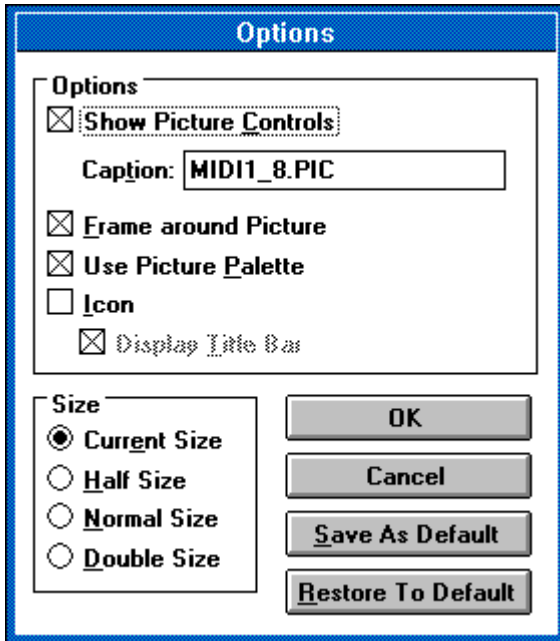 Options
Options
Show Picture Controls
Caption: MIDI1_8.PIC
Frame around Picture
Use Picture Palette
Icon
Display Title Bar
Size
Current Size
Half Size
Normal Size
Double Size
OK
Cancel
Save As Default
Restore To Default